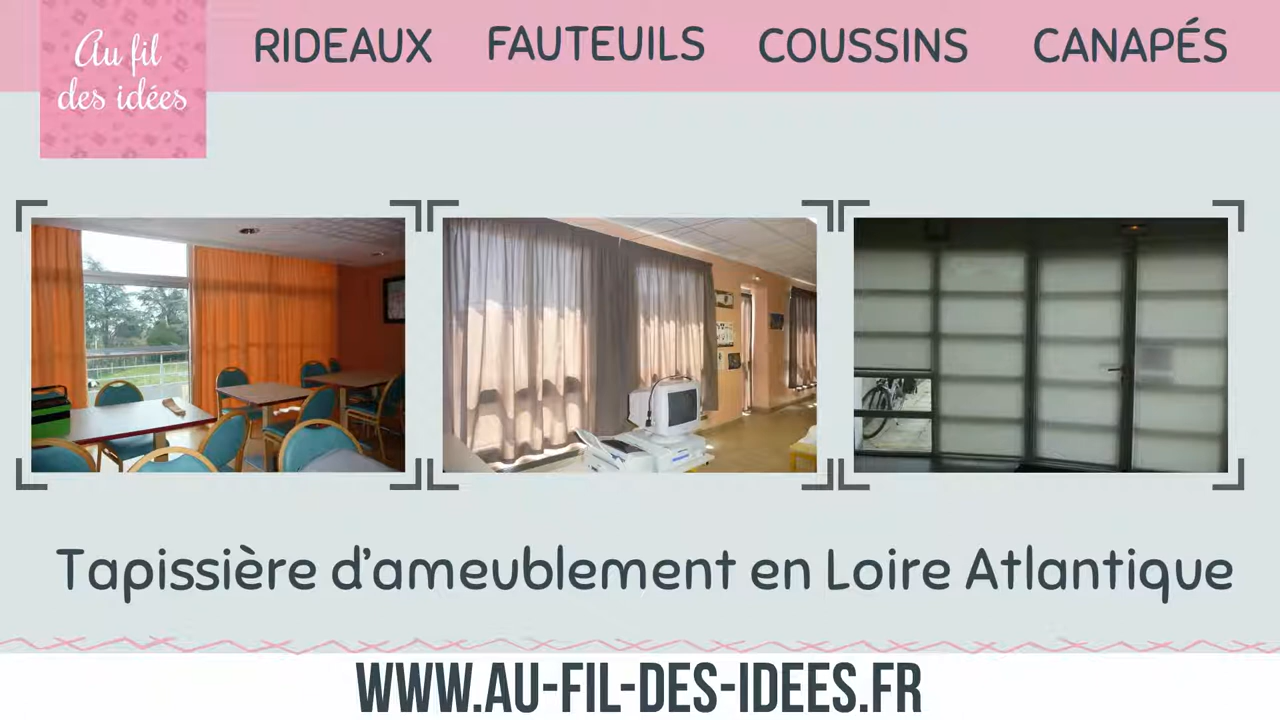 Au fil
des idées
RIDEAUX
FAUTEUILS
COUSSINS
CANAPÉS
Tapissière d'ameublement en Loire Atlantique
WWW.AU-FIL-DES-IDEES.FR